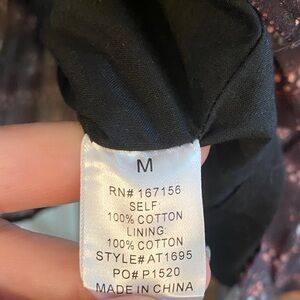 M
RN# 167156
SELF
100% COTTON
LINING:
100% COTTON
STYLE# AT1695
PO# P1520
MADE IN CHINA